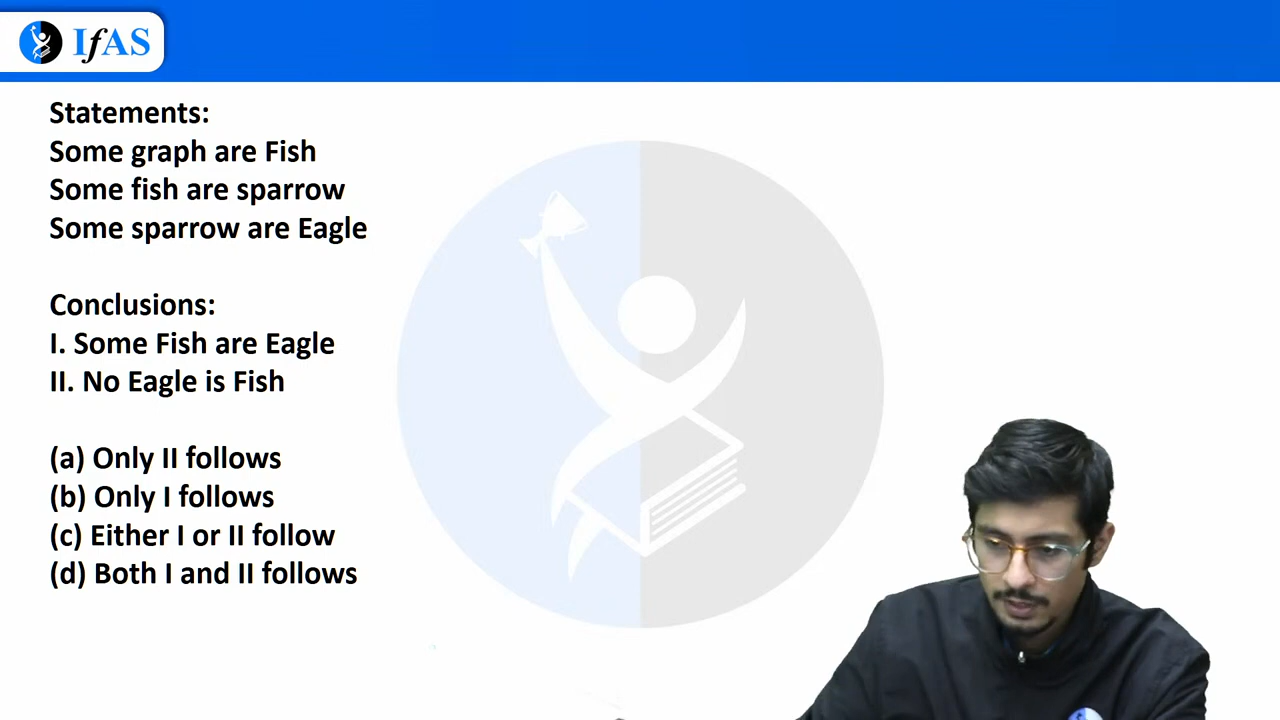 IfAS
Statements:
Some graph are Fish
Some fish are sparrow
Some sparrow are Eagle
Conclusions:
I. Some Fish are Eagle
II. No Eagle is Fish
(a) Only II follows
(b) Only I follows
(c) Either I or II follow
(d) Both I and II follows